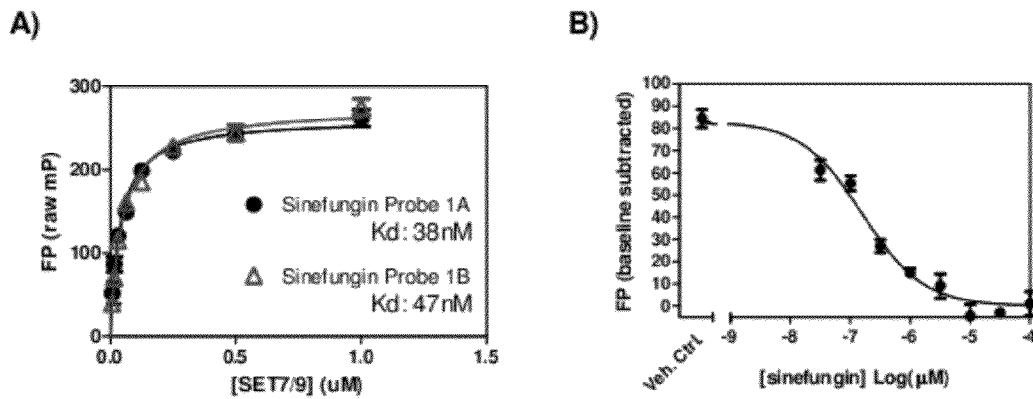 A)
FP (raw mP)
300
200
100
0
0.0
0.5
1.0
1.5
[SET7/9] (uM)
Sinefungin Probe 1A
Kd: 38nM
Sinefungin Probe 1B
Kd: 47nM
B)
FP (baseline subtracted)
100
90
80
70
60
50
40
30
20
10
0
Veh. Ctrl.
-9
-8
-7
-6
-5
-4
[sinefungin] Log(µM)